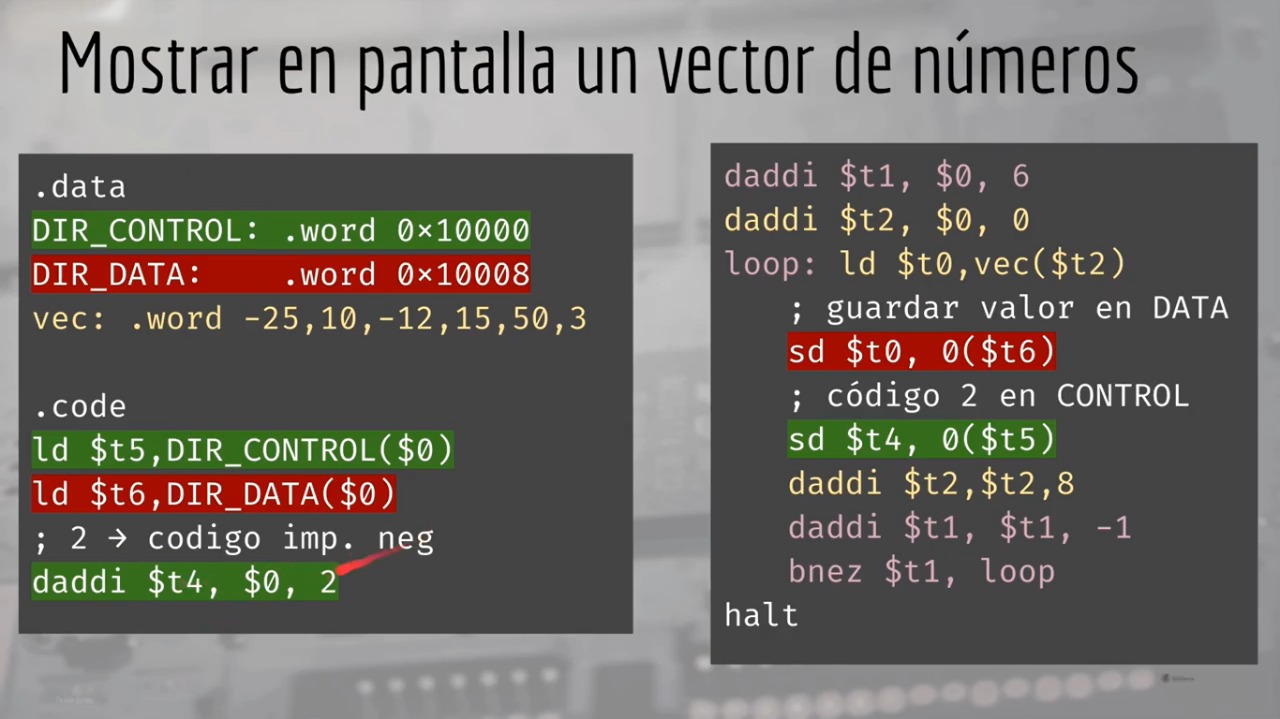 Mostrar en pantalla un vector de números
.data
DIR_CONTROL: .word 0×10000
DIR_DATA: .word 0×10008
vec: .word -25,10,-12,15,50,3
.code
ld $t5,DIR_CONTROL($0)
ld $t6,DIR_DATA($0)
; 2 → codigo imp. neg
daddi $t4, $0, 2
daddi $t1, $0, 6
daddi $t2, $0, 0
loop: ld $t0,vec($t2)
; guardar valor en DATA
sd $t0, 0($t6)
; código 2 en CONTROL
sd $t4, 0($t5)
daddi $t2,$t2,8
daddi $t1, $t1, -1
bnez $t1, loop
halt